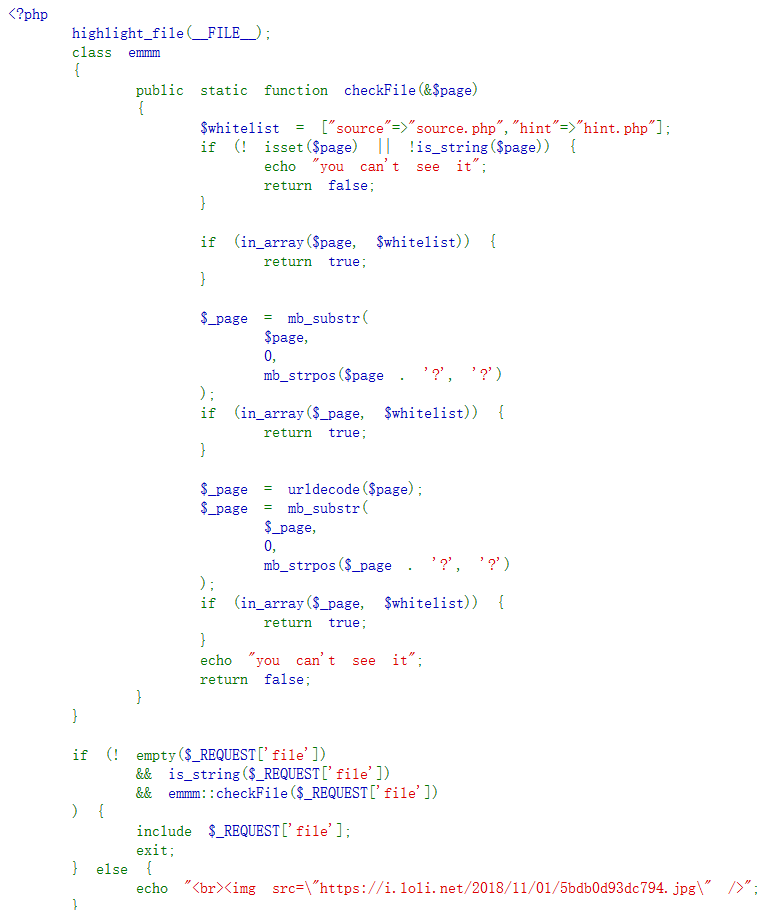 <?php
highlight_file(__FILE__);
class emmm
{
public static function checkFile(&$page)
{
$whitelist = ["source"=>"source.php","hint"=>"hint.php"];
if (! isset($page) || !is_string($page)) {
echo "you can't see it";
return false;
}
if (in_array($page, $whitelist)) {
return true;
}
$_page = mb_substr(
$page,
0,
mb_strpos($page . '?', '?')
);
if (in_array($_page, $whitelist)) {
return true;
}
$_page = urldecode($page);
$_page = mb_substr(
$_page,
0,
mb_strpos($_page . '?', '?')
);
if (in_array($_page, $whitelist)) {
return true;
}
echo "you can't see it";
return false;
}
}
if (! empty($_REQUEST['file'])
&& is_string($_REQUEST['file'])
&& emmm::checkFile($_REQUEST['file'])
) {
include $_REQUEST['file'];
exit;
} else {
echo "<br><img src=\"https://i.loli.net/2018/11/01/5bdb0d93dc794.jpg\" />";
}